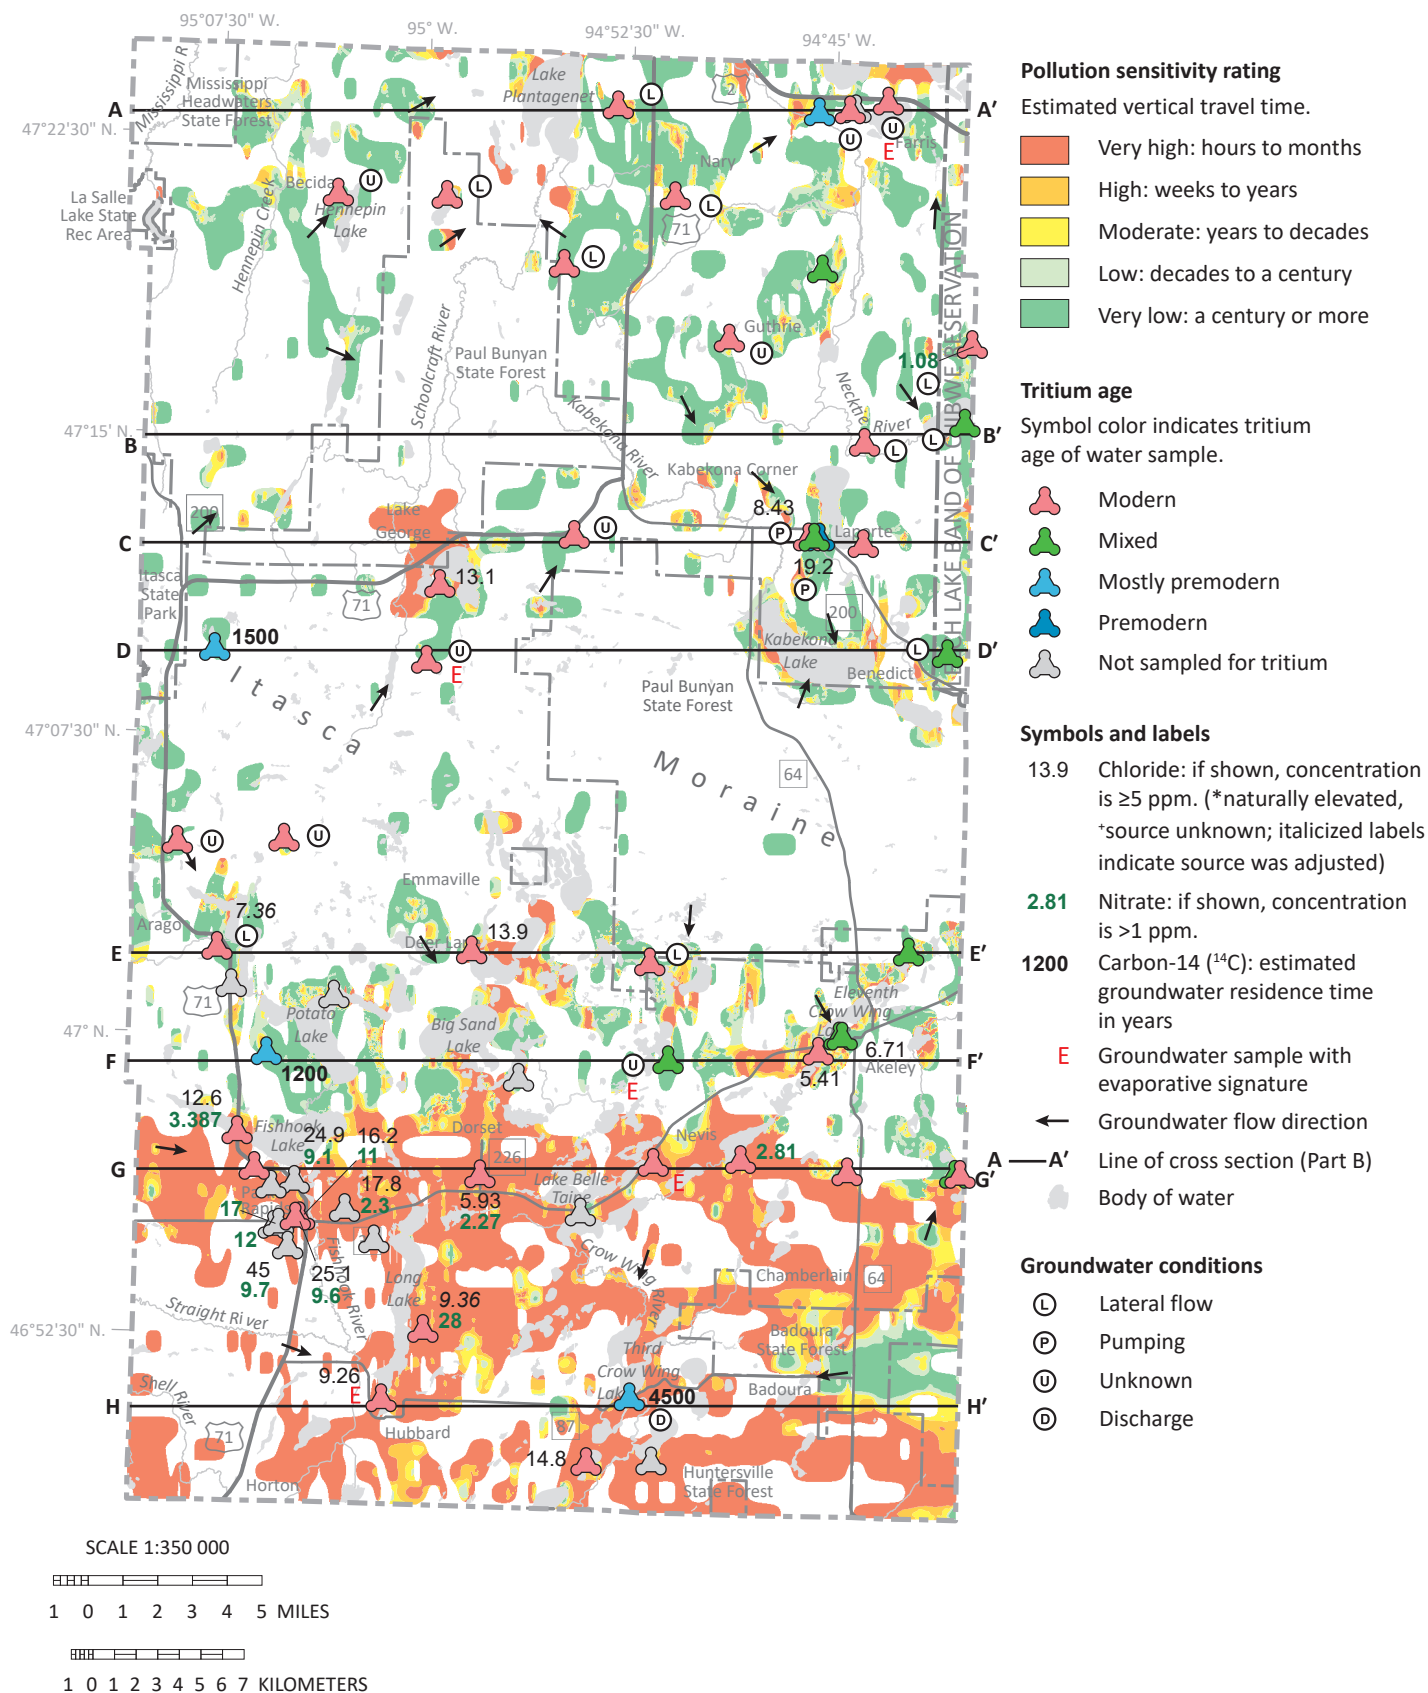 95°07'30" W.
95° W.
94°52'30" W.
94°45' W.
Mississippi R
Mississippi
Headwaters
State Forest
Lake
Plantagenet
L
2
A
A′
47°22'30" N.
U
U
E
Farris
Nary
Becida
U
L
Hennepin
Lake
L
71
La Salle
Lake State
Rec Area
Hennepin Creek
L
Schoolcraft River
Paul Bunyan
State Forest
Guthrie
U
1.08
L
Necktie
River
47°15' N.
B
B′
L
L
Kabekona River
Kabekona Corner
8.43
P
Laporte
200
Lake
George
U
C
C′
19.2
P
13.1
Itasca
State
Park
71
200
1500
D
D′
U
E
L
Kabekona
Lake
Benedict
Itasca
Paul Bunyan
State Forest
47°07'30" N.
Moraine
64
U
U
Emmaville
7.36
L
Arago
Deer Lake
13.9
L
E
E′
71
Potato
Lake
Big Sand
Lake
Eleventh
Crow Wing
47° N.
F
F′
1200
U
E
6.71
5.41
Akeley
12.6
3.387
Fishhook
Lake
24.9
9.1
16.2
11
Dorset
226
Nevis
2.81
G
G′
E
17.8
2.3
5.93
2.27
Lake Belle
Taine
17
12
45
9.7
25.1
9.6
Fishhook River
Crow Wing River
Long
Lake
Chamberlain
64
Straight River
9.36
28
46°52'30" N.
Badoura
State Forest
Third
Crow Wing
Lake
9.26
E
Shell River
4500
D
Badoura
H
H′
71
Hubbard
87
14.8
Huntersville
State Forest
Horton
LEECH LAKE BAND OF OJIBWE RESERVATION
SCALE 1:350 000
1 0 1 2 3 4 5 MILES
1 0 1 2 3 4 5 6 7 KILOMETERS
Pollution sensitivity rating
Estimated vertical travel time.
Very high: hours to months
High: weeks to years
Moderate: years to decades
Low: decades to a century
Very low: a century or more
Tritium age
Symbol color indicates tritium
age of water sample.
Modern
Mixed
Mostly premodern
Premodern
Not sampled for tritium
Symbols and labels
13.9 Chloride: if shown, concentration
is ≥5 ppm. (*naturally elevated,
+source unknown; italicized labels
indicate source was adjusted)
2.81 Nitrate: if shown, concentration
is >1 ppm.
1200 Carbon-14 (14C): estimated
groundwater residence time
in years
E Groundwater sample with
evaporative signature
Groundwater flow direction
A A′ Line of cross section (Part B)
Body of water
Groundwater conditions
L Lateral flow
P Pumping
U Unknown
D Discharge